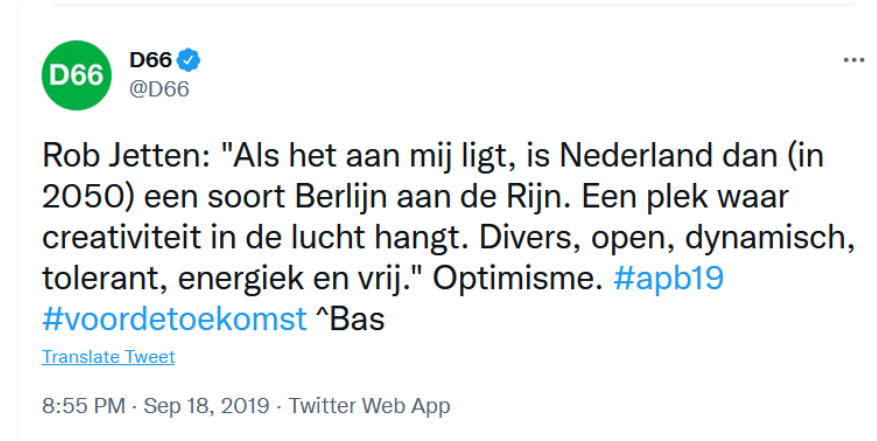 D66
D66
@D66
Rob Jetten: "Als het aan mij ligt, is Nederland dan (in
2050) een soort Berlijn aan de Rijn. Een plek waar
creativiteit in de lucht hangt. Divers, open, dynamisch,
tolerant, energiek en vrij." Optimisme. #apb19
#voordetoekomst ^Bas
Translate Tweet
8:55 PM · Sep 18, 2019 · Twitter Web App